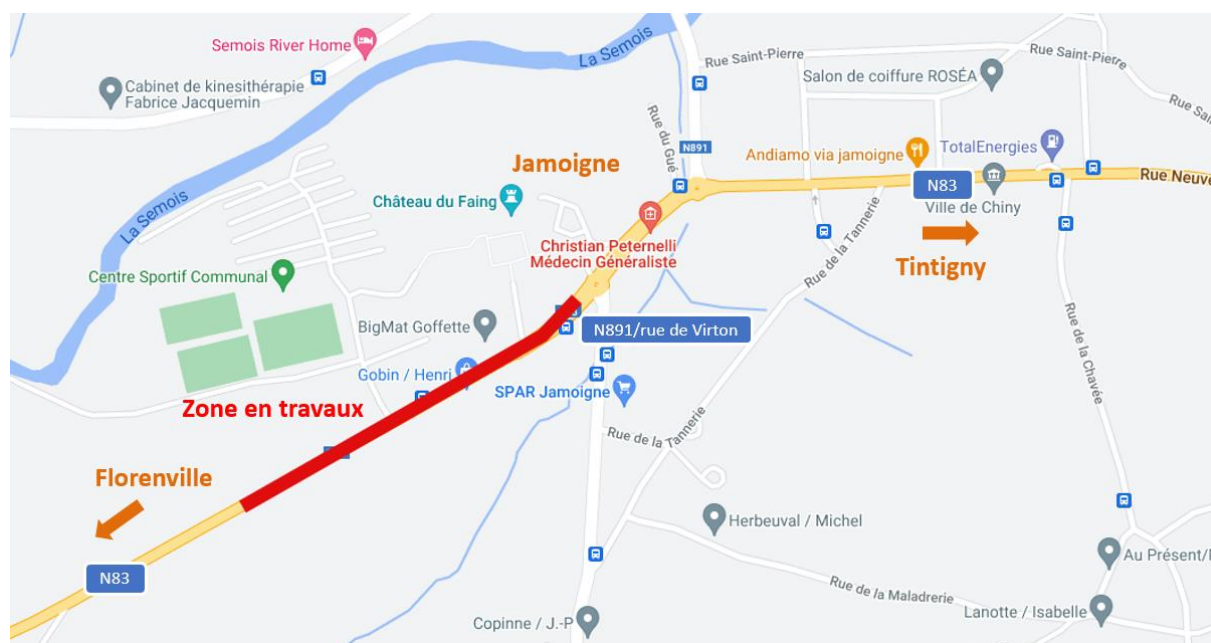 Semois River Home
La Semois
Rue Saint-Pierre
Rue Saint-Pierre
Cabinet de kinesithérapie
Fabrice Jacquemin
Salon de coiffure ROSÉA
Rue du Gué
N891
Andiamo via jamoigne
TotalEnergies
Jamoigne
N83
Rue Neuve
Château du Faing
Ville de Chiny
La Semois
Christian Peternelli
Médecin Généraliste
Rue de la Tannerie
Tintigny
Centre Sportif Communal
BigMat Goffette
N891/rue de Virton
Rue de la Chavée
Gobin / Henri
SPAR Jamoigne
Zone en travaux
Rue de la Tannerie
Florenville
Herbeuval / Michel
N83
Au Présent/
Rue de la Maladrerie
Lanotte / Isabelle
Copinne / J.-P